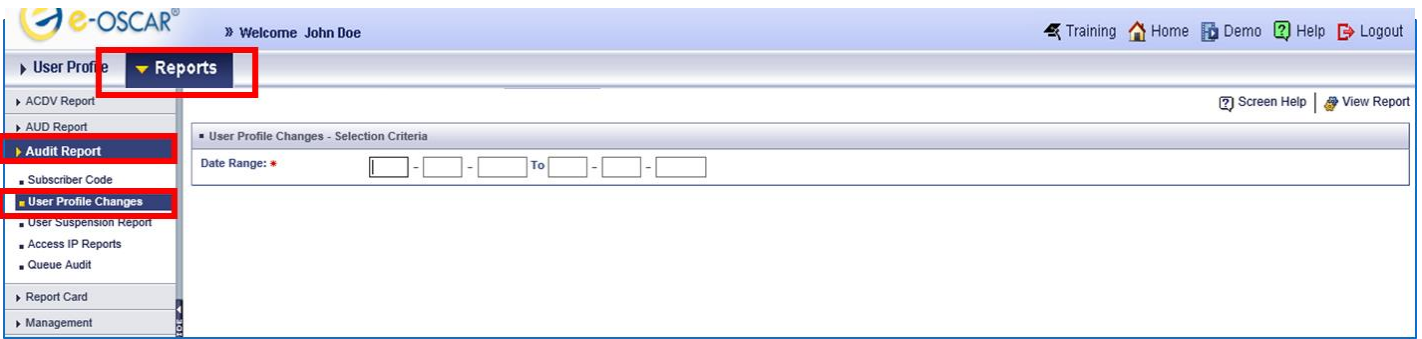 e-OSCAR®
» Welcome John Doe
Training Home Demo Help Logout
User Profile Reports
ACDV Report
AUD Report
Audit Report
Subscriber Code
User Profile Changes
User Suspension Report
Access IP Reports
Queue Audit
Report Card
Management
Screen Help | View Report
User Profile Changes - Selection Criteria
Date Range: * - - To - -